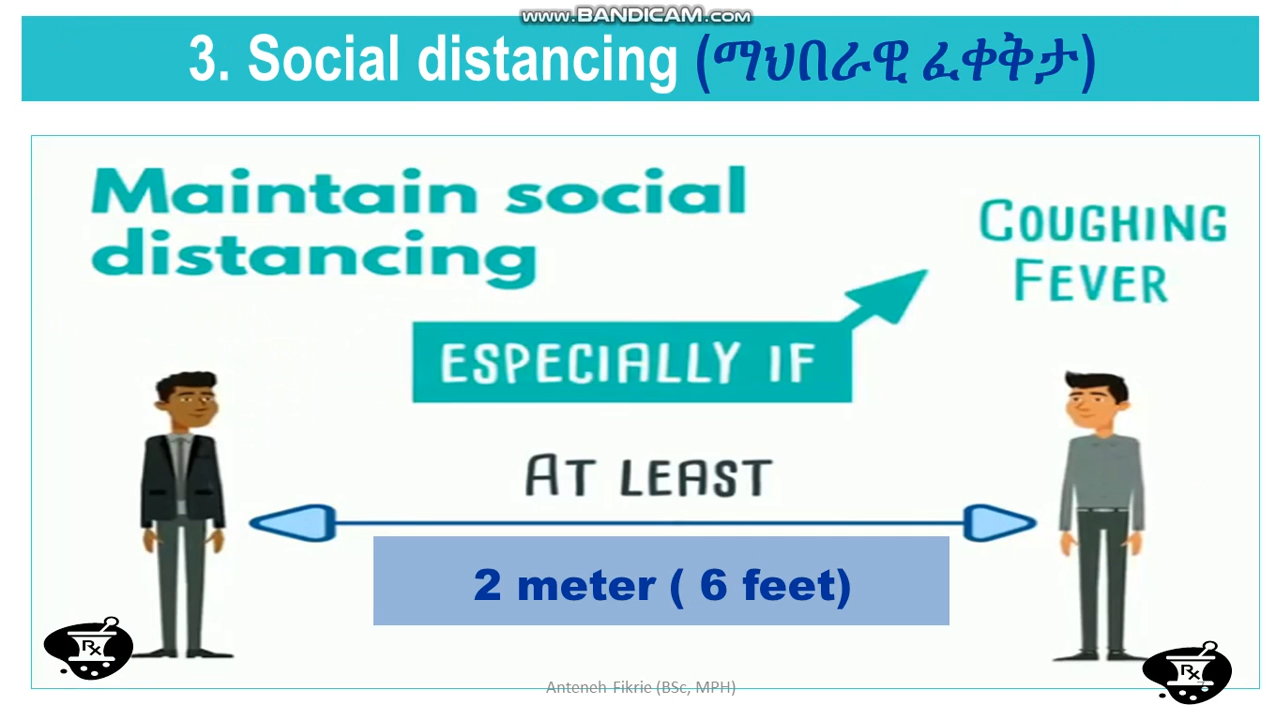 www.BANDICAM.com
3. Social distancing (ማህበራዊ ፈቀቅታ)
Maintain social
distancing
COUGHING
FEVER
ESPECIALLY IF
AT LEAST
2 meter ( 6 feet)
Rx
Rx
Anteneh Fikrie (BSc, MPH)